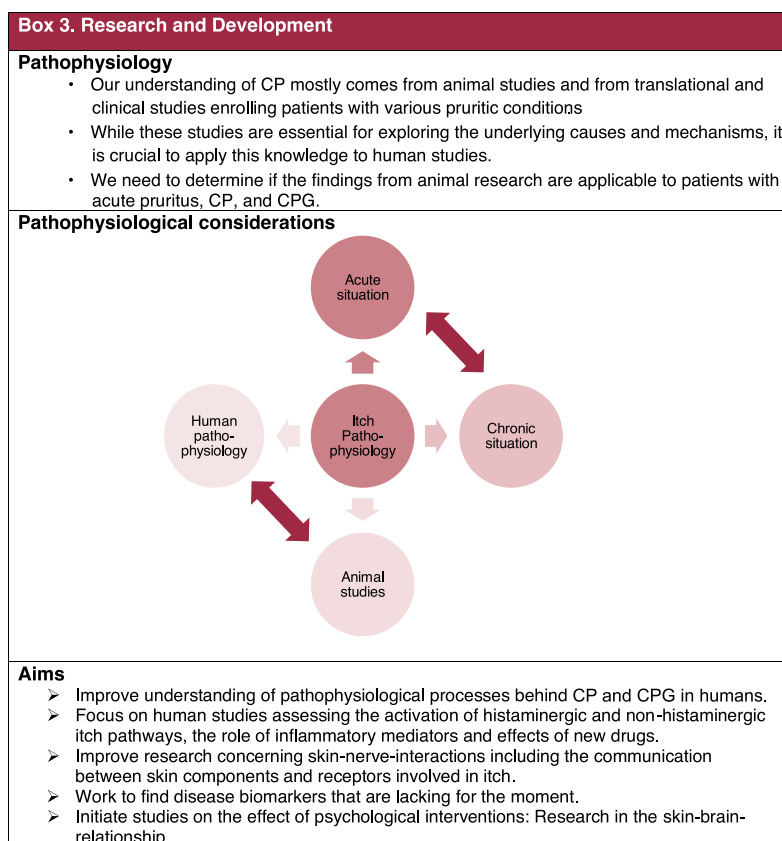 Box 3. Research and Development
Pathophysiology
• Our understanding of CP mostly comes from animal studies and from translational and
clinical studies enrolling patients with various pruritic conditions
• While these studies are essential for exploring the underlying causes and mechanisms, it
is crucial to apply this knowledge to human studies.
• We need to determine if the findings from animal research are applicable to patients with
acute pruritus, CP, and CPG.
Pathophysiological considerations
Acute
situation
Human
patho-
physiology
Itch
Patho-
physiology
Chronic
situation
Animal
studies
Aims
➢ Improve understanding of pathophysiological processes behind CP and CPG in humans.
➢ Focus on human studies assessing the activation of histaminergic and non-histaminergic
itch pathways, the role of inflammatory mediators and effects of new drugs.
➢ Improve research concerning skin-nerve-interactions including the communication
between skin components and receptors involved in itch.
➢ Work to find disease biomarkers that are lacking for the moment.
➢ Initiate studies on the effect of psychological interventions: Research in the skin-brain-
relationship